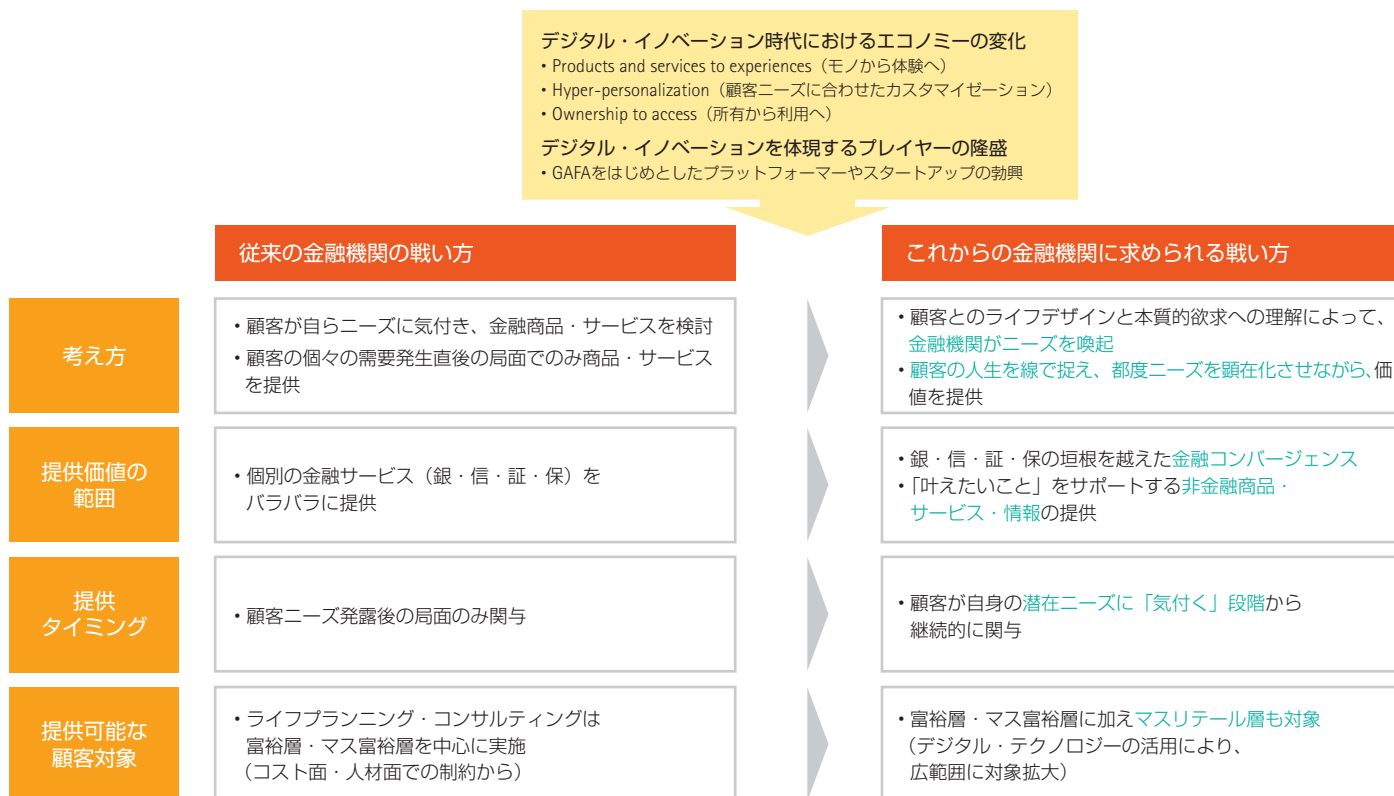 デジタル・イノベーション時代におけるエコノミーの変化
・Products and services to experiences（モノから体験へ）
・Hyper-personalization（顧客ニーズに合わせたカスタマイゼーション）
・Ownership to access（所有から利用へ）
デジタル・イノベーションを体現するプレイヤーの隆盛
・GAFAをはじめとしたプラットフォーマーやスタートアップの勃興
従来の金融機関の戦い方
これからの金融機関に求められる戦い方
考え方
・顧客が自らニーズに気付き、金融商品・サービスを検討
・顧客の個々の需要発生直後の局面でのみ商品・サービス
を提供
・顧客とのライフデザインと本質的欲求への理解によって、
金融機関がニーズを喚起
・顧客の人生を線で捉え、都度ニーズを顕在化させながら、価
値を提供
提供価値の
範囲
・個別の金融サービス（銀・信・証・保）を
バラバラに提供
・銀・信・証・保の垣根を越えた金融コンバージェンス
・「叶えたいこと」をサポートする非金融商品・
サービス・情報の提供
提供
タイミング
・顧客ニーズ発露後の局面のみ関与
・顧客が自身の潜在ニーズに「気付く」段階から
継続的に関与
提供可能な
顧客対象
・ライフプランニング・コンサルティングは
富裕層・マス富裕層を中心に実施
（コスト面・人材面での制約から）
・富裕層・マス富裕層に加えマスリテール層も対象
（デジタル・テクノロジーの活用により、
広範囲に対象拡大）